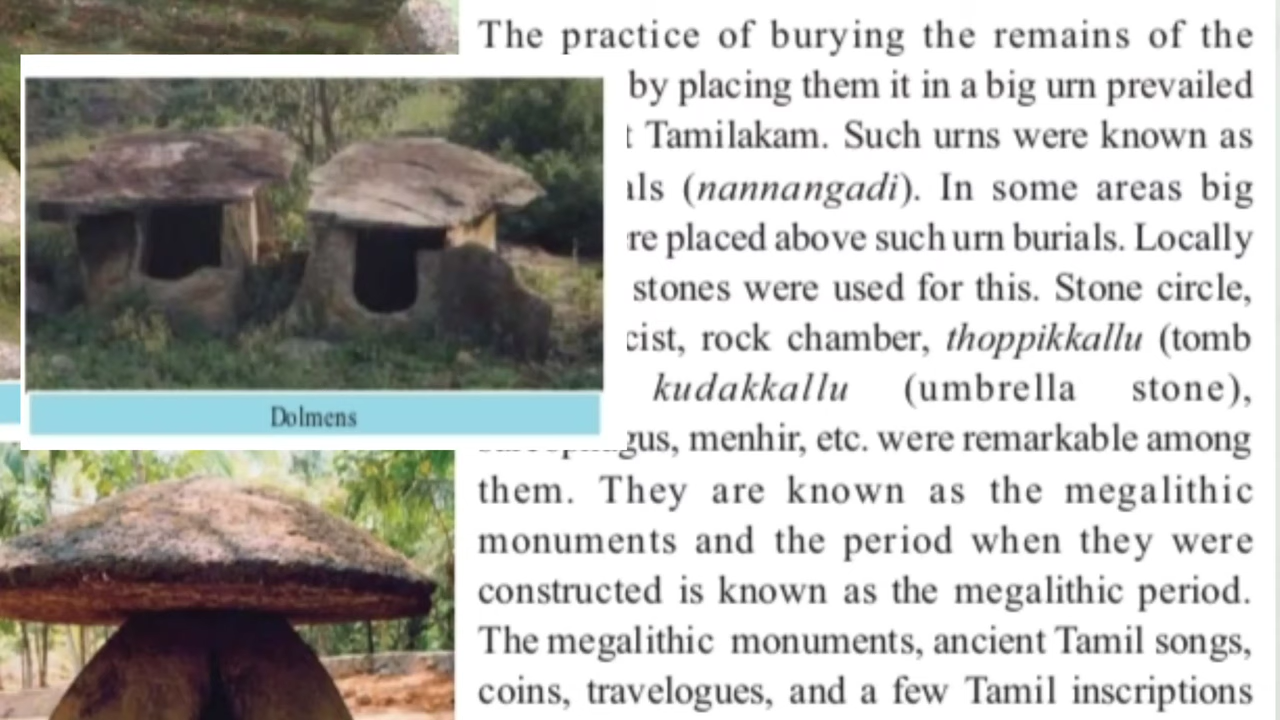 The practice of burying the remains of the
by placing them it in a big urn prevailed
Tamilakam. Such urns were known as
(nannangadi). In some areas big
placed above such urn burials. Locally
stones were used for this. Stone circle,
rock chamber, thoppikkallu (tomb
kudakkallu (umbrella stone),
menhir, etc. were remarkable among
them. They are known as the megalithic
monuments and the period when they were
constructed is known as the megalithic period.
The megalithic monuments, ancient Tamil songs,
coins, travelogues, and a few Tamil inscriptions
Dolmens